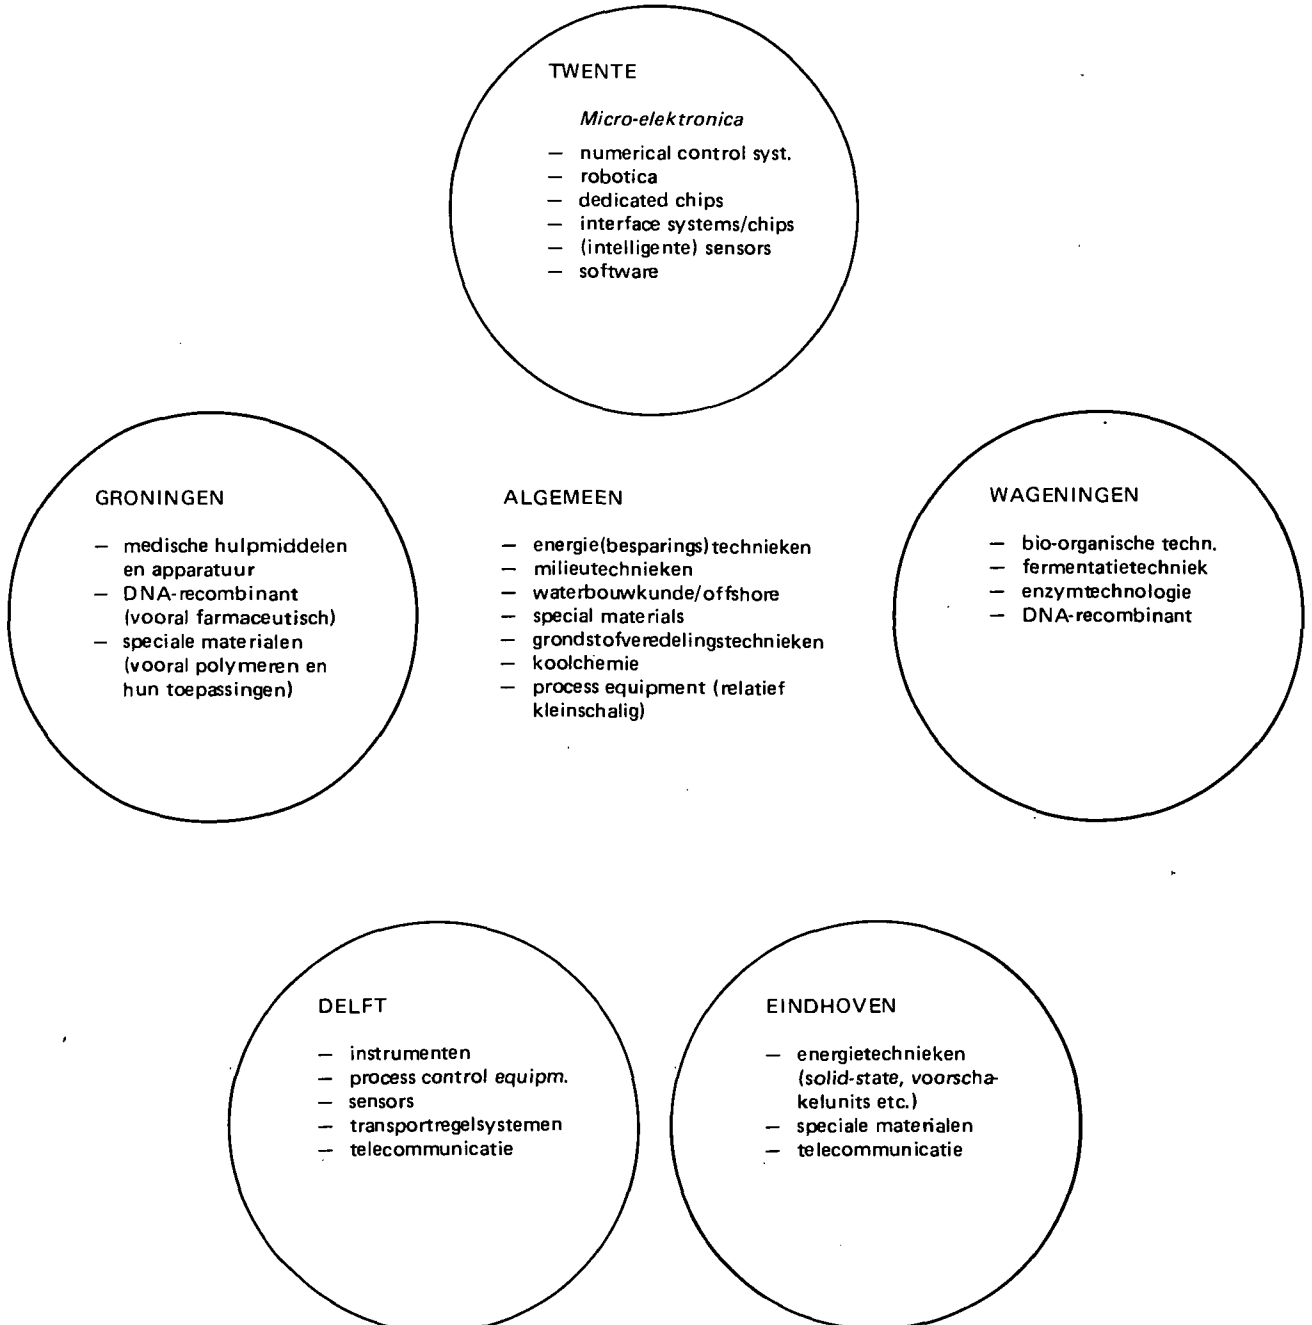 TWENTE
Micro-elektronica
— numerical control syst.
— robotica
— dedicated chips
— interface systems/chips
— (intelligente) sensors
— software
GRONINGEN
— medische hulpmiddelen
en apparatuur
— DNA-recombinant
(vooral farmaceutisch)
— speciale materialen
(vooral polymeren en
hun toepassingen)
ALGEMEEN
— energie(besparings)technieken
— milieutechnieken
— waterbouwkunde/offshore
— special materials
— grondstofveredelingstechnieken
— koolchemie
— process equipment (relatief
kleinschalig)
WAGENINGEN
— bio-organische techn.
— fermentatietechniek
— enzymtechnologie
— DNA-recombinant
DELFT
— instrumenten
— process control equipm.
— sensors
— transportregelsystemen
— telecommunicatie
EINDHOVEN
— energietechnieken
(solid-state, voorscha-
kelunits etc.)
— speciale materialen
— telecommunicatie